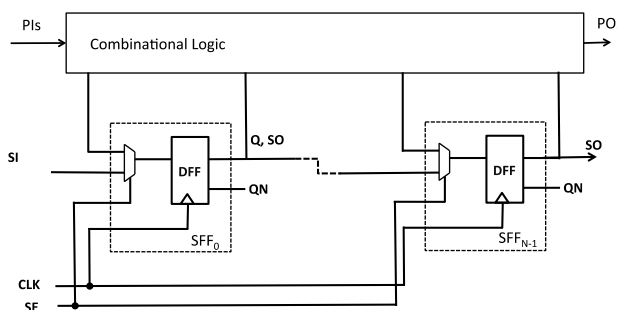 PIs
PO
Combinational Logic
Q, SO
SI
DFF
QN
SFF0
SO
DFF
QN
SFFN-1
CLK
SE